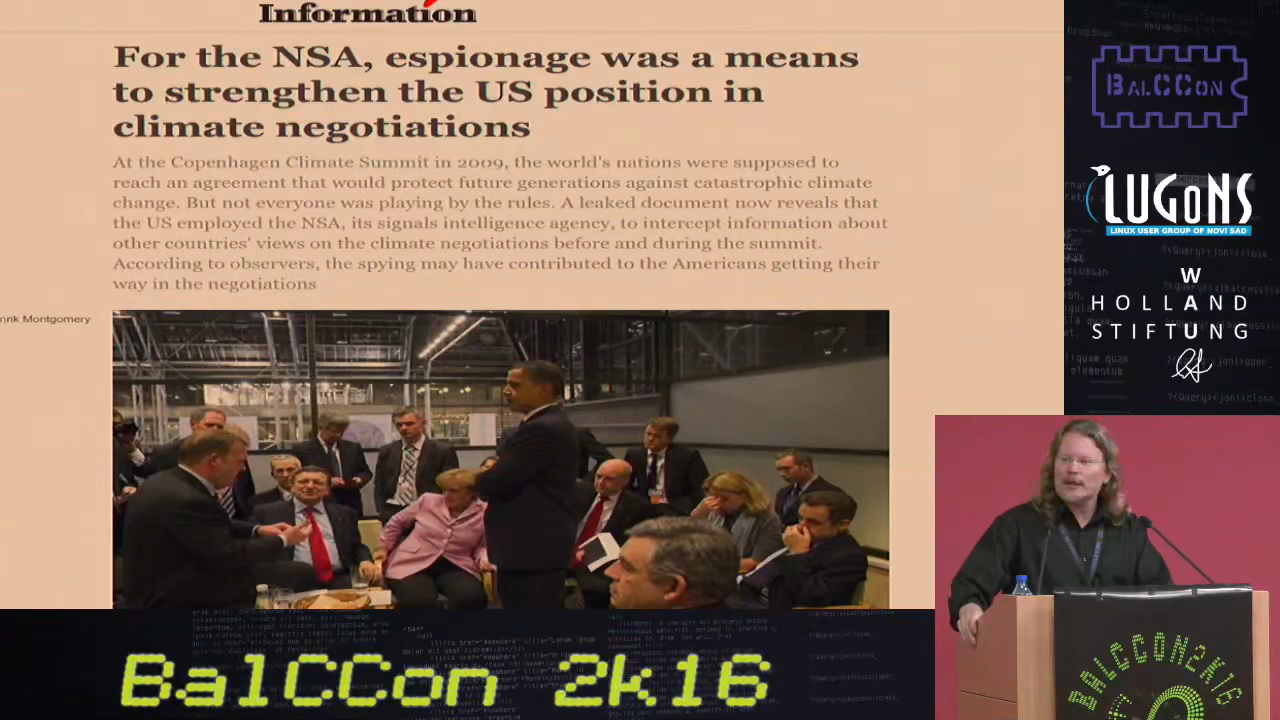 Information
For the NSA, espionage was a means
to strengthen the US position in
climate negotiations
At the Copenhagen Climate Summit in 2009, the world's nations were supposed to
reach an agreement that would protect future generations against catastrophic climate
change. But not everyone was playing by the rules. A leaked document now reveals that
the US employed the NSA, its signals intelligence agency, to intercept information about
other countries' views on the climate negotiations before and during the summit.
According to observers, the spying may have contributed to the Americans getting their
way in the negotiations
nrik Montgomery
BALCCON
LUGoNS
LINUX USER GROUP OF NOVI SAD
W
HOLLAND
STIFTUNG
BALCCON2K16
BalCCon 2k16